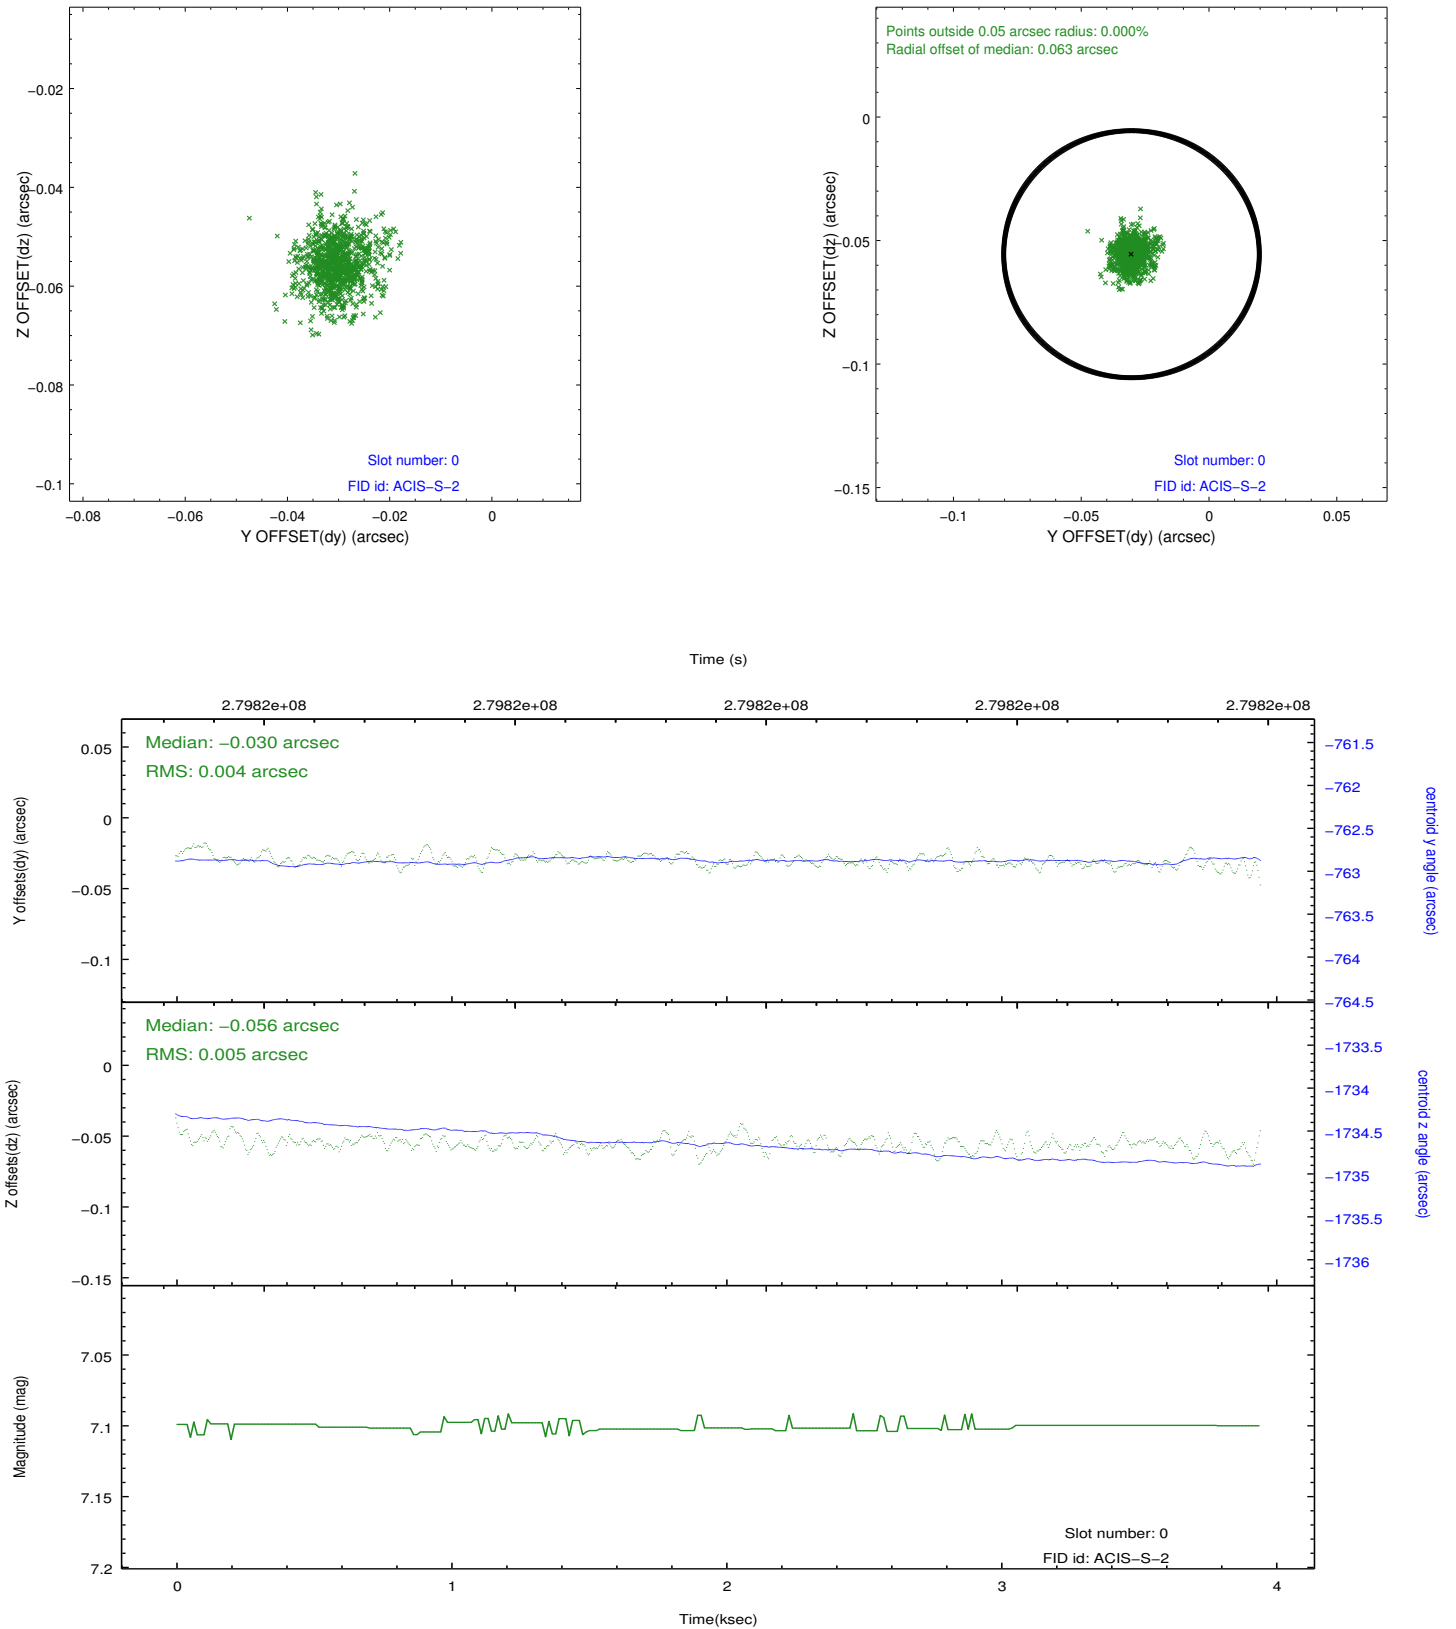 −0.02
−0.04
−0.06
−0.08
−0.1
Z OFFSET(dz) (arcsec)
Slot number: 0
FID id: ACIS−S−2
−0.08
−0.06
−0.04
−0.02
0
Y OFFSET(dy) (arcsec)
Points outside 0.05 arcsec radius: 0.000%
Radial offset of median: 0.063 arcsec
0
−0.05
−0.1
−0.15
Z OFFSET(dz) (arcsec)
Slot number: 0
FID id: ACIS−S−2
−0.1
−0.05
0
0.05
Y OFFSET(dy) (arcsec)
Time (s)
2.7982e+08
2.7982e+08
2.7982e+08
2.7982e+08
2.7982e+08
Median: −0.030 arcsec
RMS: 0.004 arcsec
0.05
0
−0.05
−0.1
Y offsets(dy) (arcsec)
−761.5
−762
−762.5
−763
−763.5
−764
−764.5
centroid y angle (arcsec)
Median: −0.056 arcsec
RMS: 0.005 arcsec
0
−0.05
−0.1
−0.15
Z offsets(dz) (arcsec)
−1733.5
−1734
−1734.5
−1735
−1735.5
−1736
centroid z angle (arcsec)
7.05
7.1
7.15
7.2
Magnitude (mag)
Slot number: 0
FID id: ACIS−S−2
0
1
2
3
4
Time(ksec)